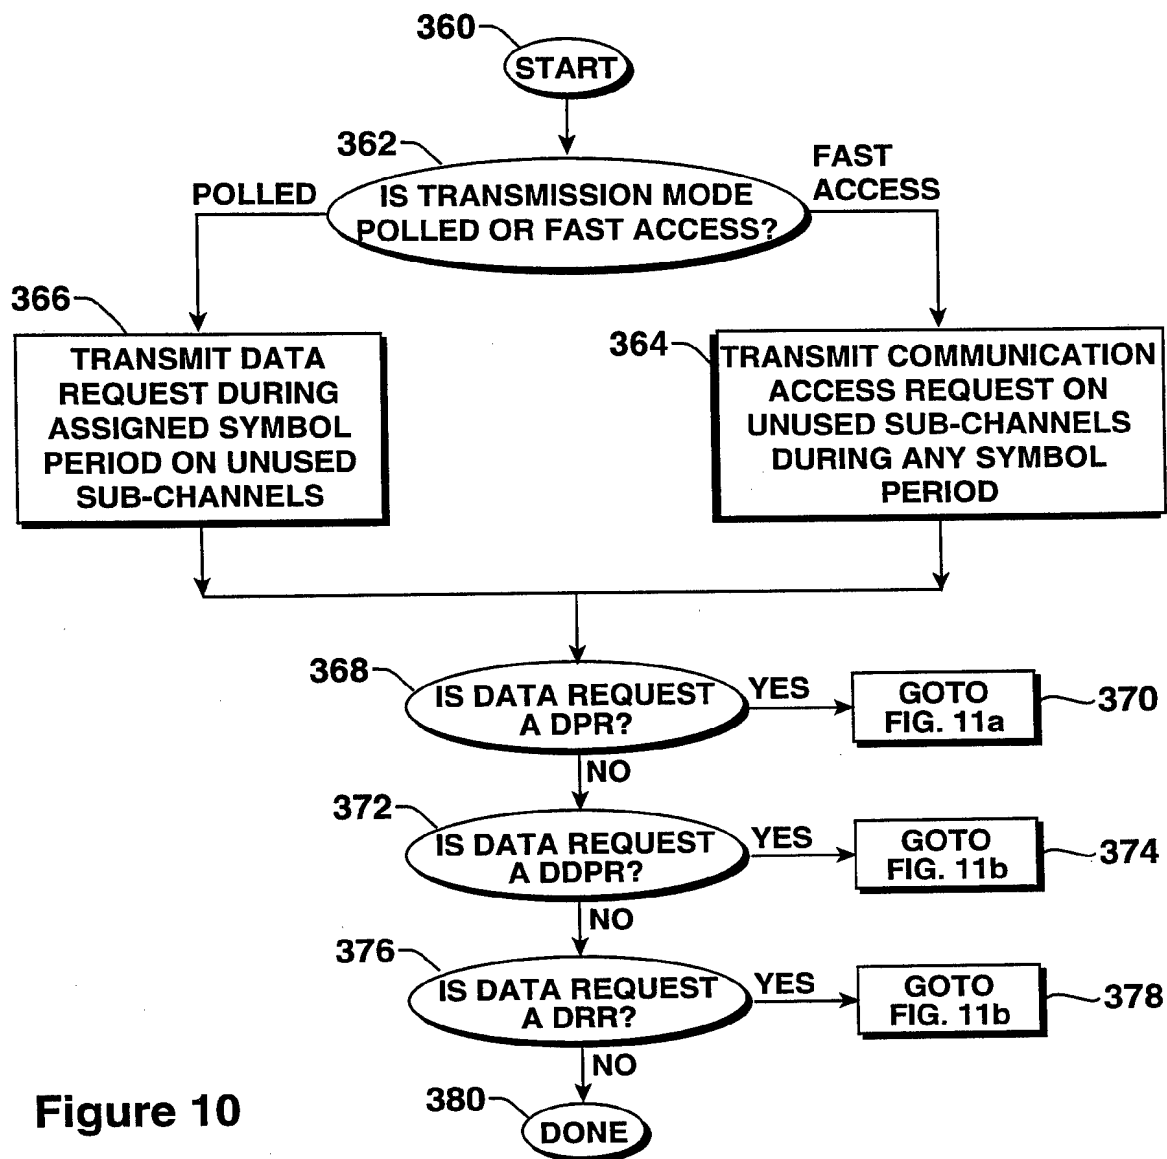 360
START
362
IS TRANSMISSION MODE
POLLED OR FAST ACCESS?
POLLED
FAST
ACCESS
366
TRANSMIT DATA
REQUEST DURING
ASSIGNED SYMBOL
PERIOD ON UNUSED
SUB-CHANNELS
364
TRANSMIT COMMUNICATION
ACCESS REQUEST ON
UNUSED SUB-CHANNELS
DURING ANY SYMBOL
PERIOD
368
IS DATA REQUEST
A DPR?
YES
GOTO
FIG. 11a
370
NO
372
IS DATA REQUEST
A DDPR?
YES
GOTO
FIG. 11b
374
NO
376
IS DATA REQUEST
A DRR?
YES
GOTO
FIG. 11b
378
NO
380
DONE
Figure 10